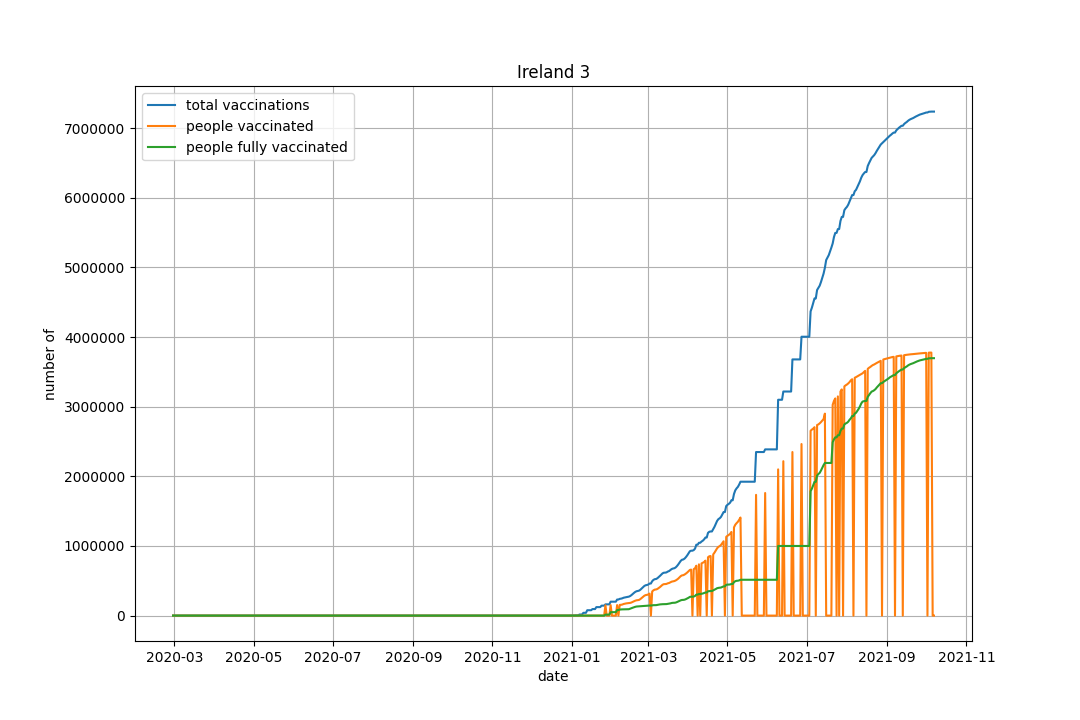 Ireland 3
total vaccinations
people vaccinated
people fully vaccinated
number of
7000000
6000000
5000000
4000000
3000000
2000000
1000000
0
2020-03 2020-05 2020-07 2020-09 2020-11 2021-01 2021-03 2021-05 2021-07 2021-09 2021-11
date